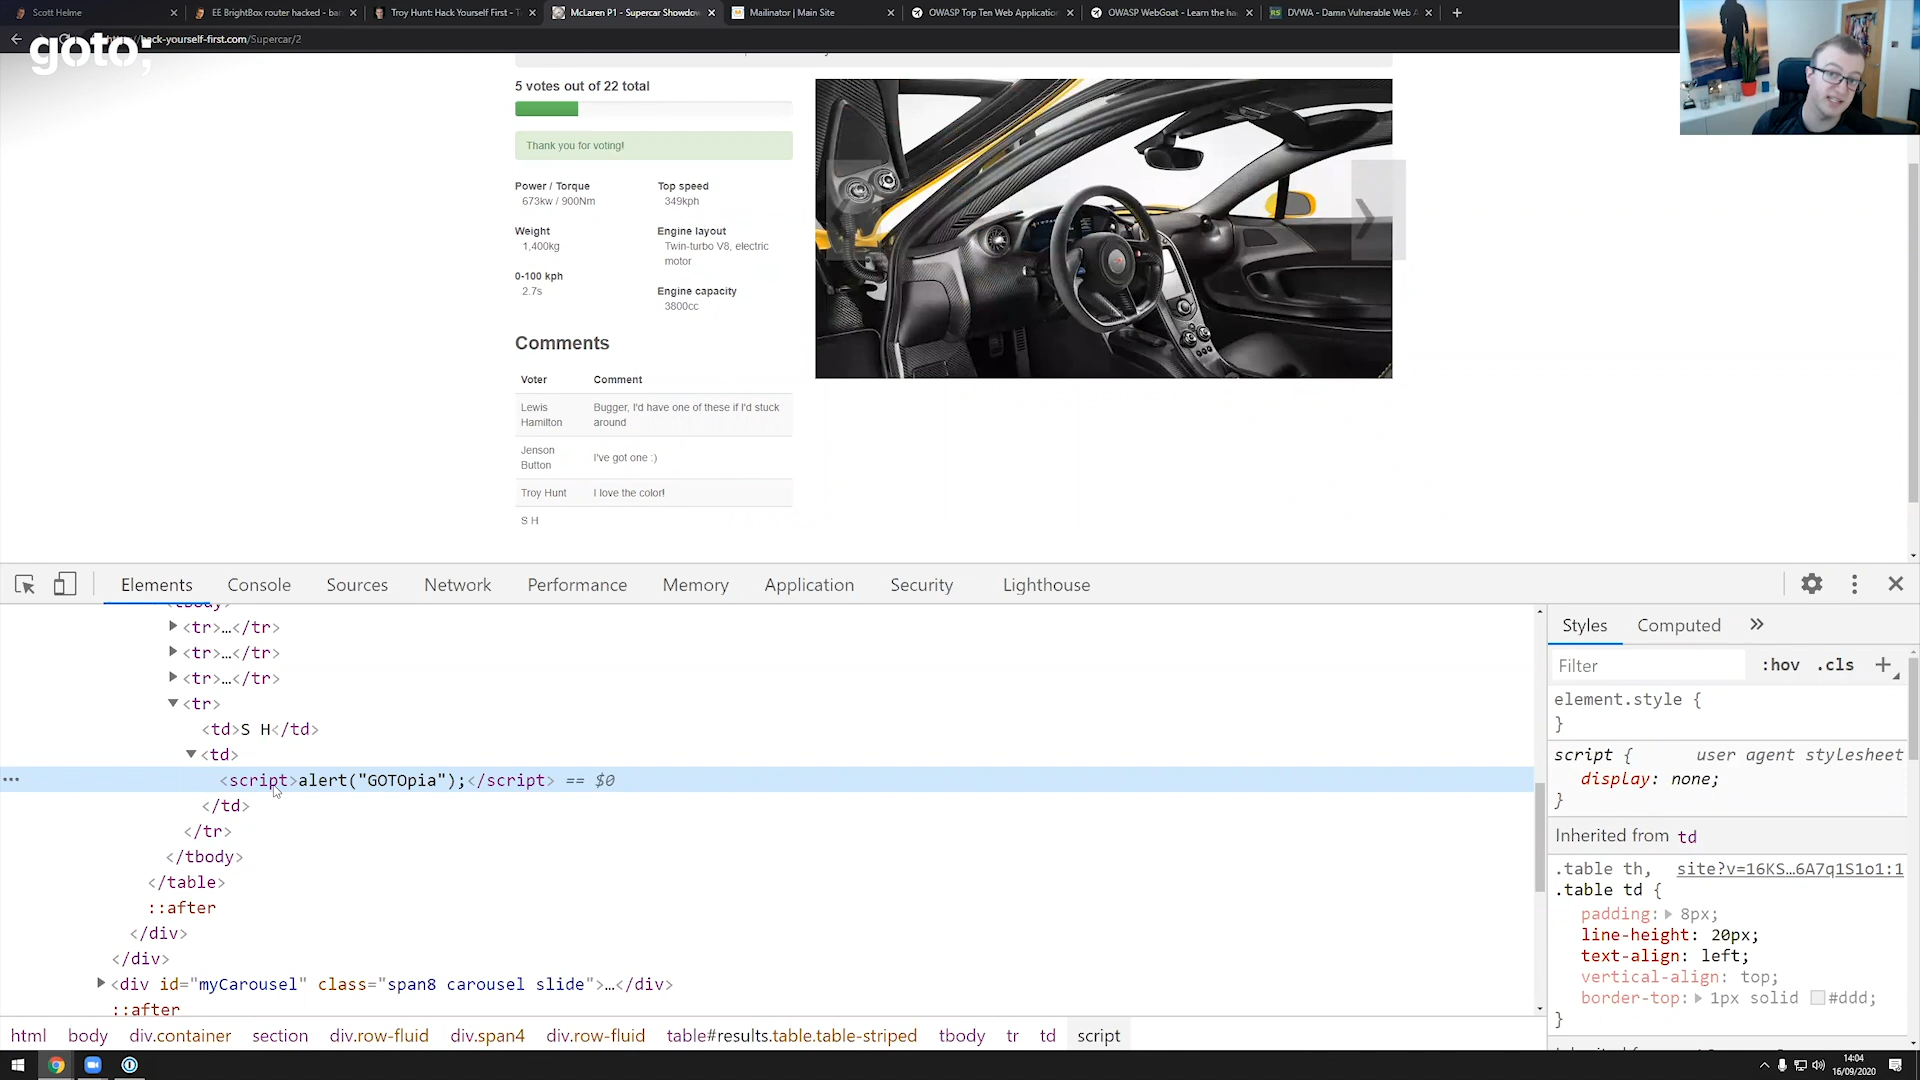 Scott Helme
EE BrightBox router hacked - ba
Troy Hunt: Hack Yourself First - T
McLaren P1 - Supercar Showdow
Mailinator | Main Site
OWASP Top Ten Web Application
OWASP WebGoat - Learn the ha
DVWA - Damn Vulnerable Web A
goto;
hack-yourself-first.com/Supercar/2
5 votes out of 22 total
Thank you for voting!
Power / Torque
673kw / 900Nm
Top speed
349kph
Weight
1,400kg
Engine layout
Twin-turbo V8, electric
motor
0-100 kph
2.7s
Engine capacity
3800cc
Comments
Voter Comment
Lewis
Hamilton
Bugger, I'd have one of these if I'd stuck
around
Jenson
Button
I've got one :)
Troy Hunt I love the color!
S H
Elements Console Sources Network Performance Memory Application Security Lighthouse
<tbody>
<tr>…</tr>
<tr>…</tr>
<tr>…</tr>
<tr>
<td>S H</td>
<td>
<script>alert("GOTOpia");</script> == $0
</td>
</tr>
</tbody>
</table>
::after
</div>
</div>
<div id="myCarousel" class="span8 carousel slide">…</div>
::after
html body div.container section div.row-fluid div.span4 div.row-fluid table#results.table.table-striped tbody tr td script
Styles Computed »
Filter :hov .cls +
element.style {
}
script { user agent stylesheet
display: none;
}
Inherited from td
.table th, site?v=16KS…6A7q1S1o1:1
.table td {
padding: 8px;
line-height: 20px;
text-align: left;
vertical-align: top;
border-top: 1px solid #ddd;
}
14:04
16/09/2020